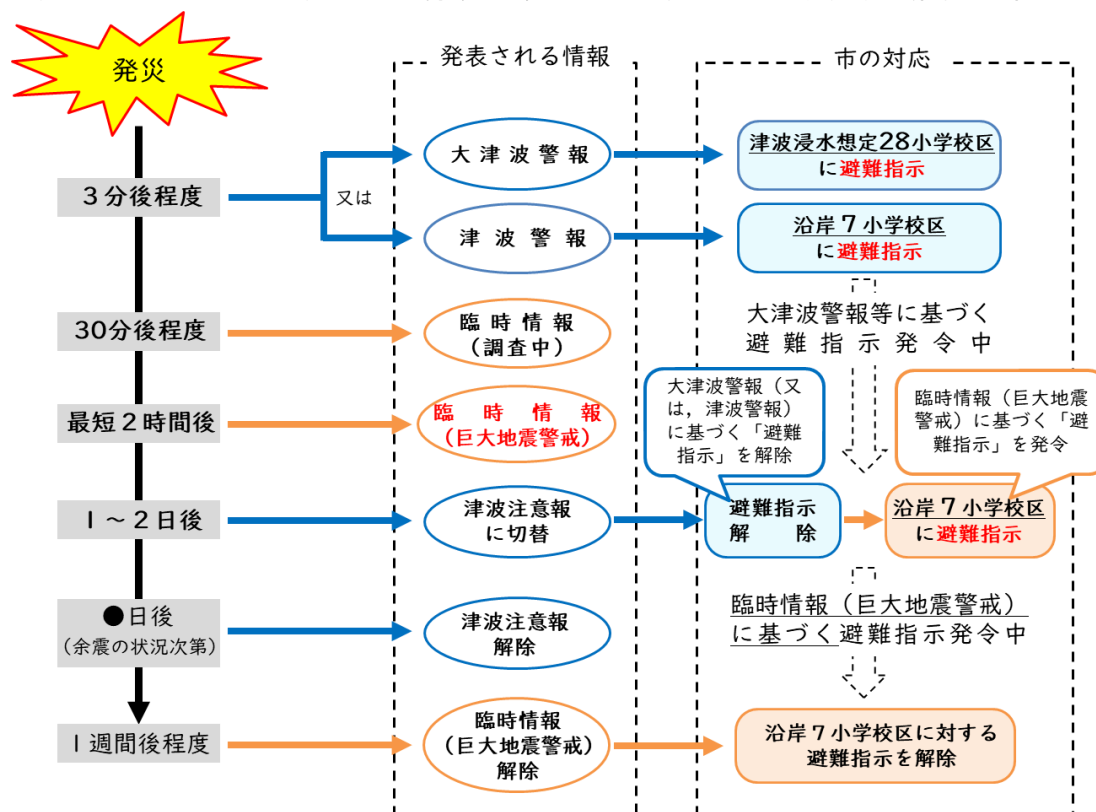 発災
発表される情報
市の対応
3分後程度
又は
大津波警報
津波浸水想定28小学校区
に避難指示
津波警報
沿岸7小学校区
に避難指示
30分後程度
臨時情報
(調査中)
大津波警報等に基づく
避難指示発令中
最短2時間後
臨時情報
(巨大地震警戒)
大津波警報(又
は,津波警報)
に基づく「避難
指示」を解除
臨時情報(巨大地震
警戒)に基づく「避
難指示」を発令
1~2日後
津波注意報
に切替
避難指示
解除
沿岸7小学校区
に避難指示
●日後
(余震の状況次第)
津波注意報
解除
臨時情報(巨大地震警戒)
に基づく避難指示発令中
1週間後程度
臨時情報
(巨大地震警戒)
解除
沿岸7小学校区に対する
避難指示を解除